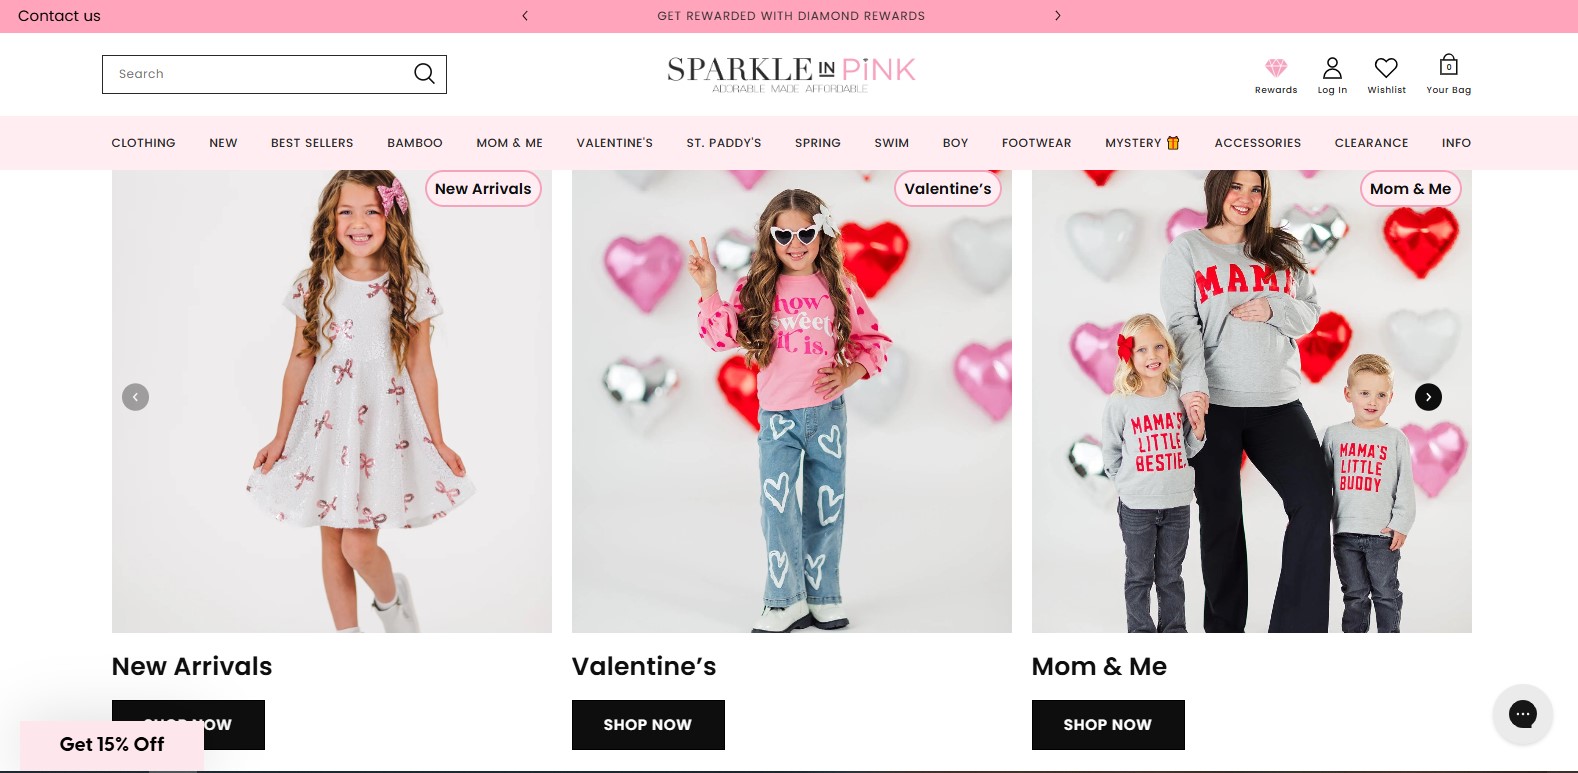 Contact us
GET REWARDED WITH DIAMOND REWARDS
Search
SPARKLE IN PiNK
ADORABLE MADE AFFORDABLE
Rewards
Log In
Wishlist
0
Your Bag
CLOTHING
NEW
BEST SELLERS
BAMBOO
MOM & ME
VALENTINE'S
ST. PADDY'S
SPRING
SWIM
BOY
FOOTWEAR
MYSTERY
ACCESSORIES
CLEARANCE
INFO
New Arrivals
Valentine’s
Mom & Me
how
sweet
it is.
MAMA
MAMA'S
LITTLE
BESTIE
MAMA'S
LITTLE
BUDDY
New Arrivals
Valentine’s
Mom & Me
SHOP NOW
SHOP NOW
SHOP NOW
Get 15% Off